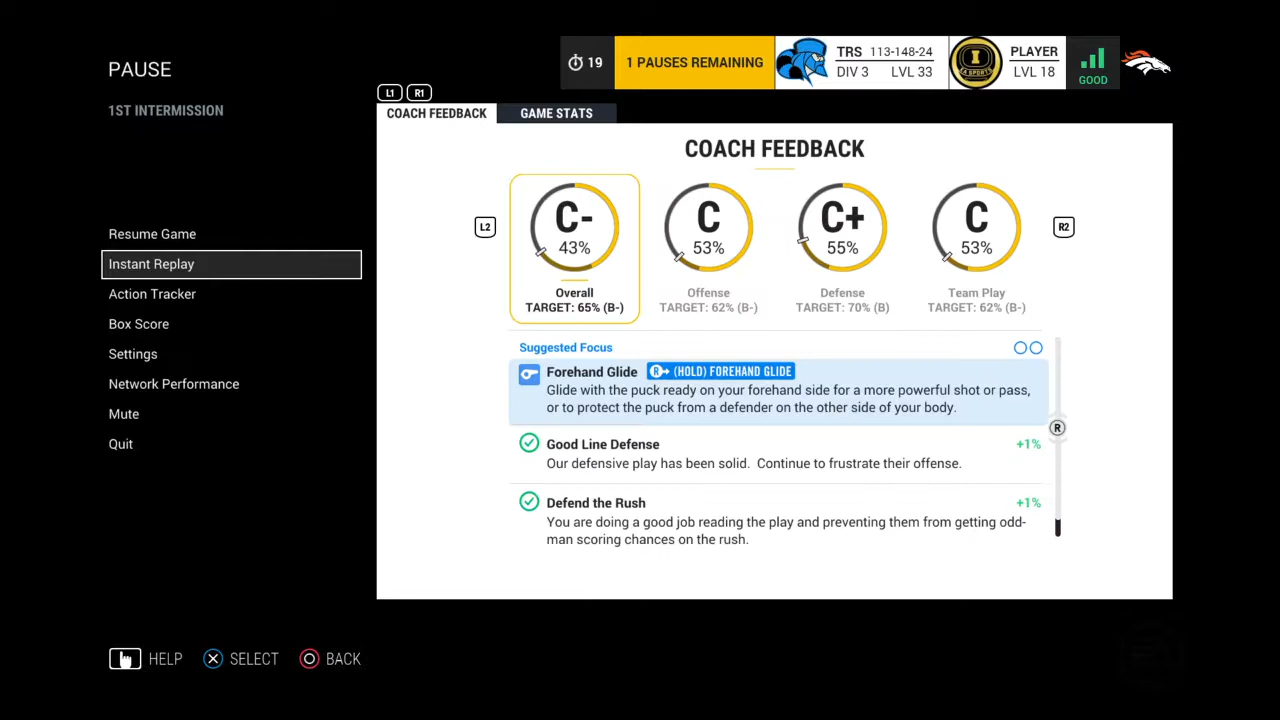 PAUSE
1ST INTERMISSION
19
1 PAUSES REMAINING
TRS 113-148-24
DIV 3 LVL 33
PLAYER
LVL 18
GOOD
L1 R1
COACH FEEDBACK
GAME STATS
COACH FEEDBACK
L2
C-
43%
Overall
TARGET: 65% (B-)
C
53%
Offense
TARGET: 62% (B-)
C+
55%
Defense
TARGET: 70% (B)
C
53%
Team Play
TARGET: 62% (B-)
R2
Resume Game
Instant Replay
Action Tracker
Box Score
Settings
Network Performance
Mute
Quit
Suggested Focus
Forehand Glide R (HOLD) FOREHAND GLIDE
Glide with the puck ready on your forehand side for a more powerful shot or pass,
or to protect the puck from a defender on the other side of your body.
R
Good Line Defense +1%
Our defensive play has been solid. Continue to frustrate their offense.
Defend the Rush +1%
You are doing a good job reading the play and preventing them from getting odd-
man scoring chances on the rush.
HELP SELECT BACK